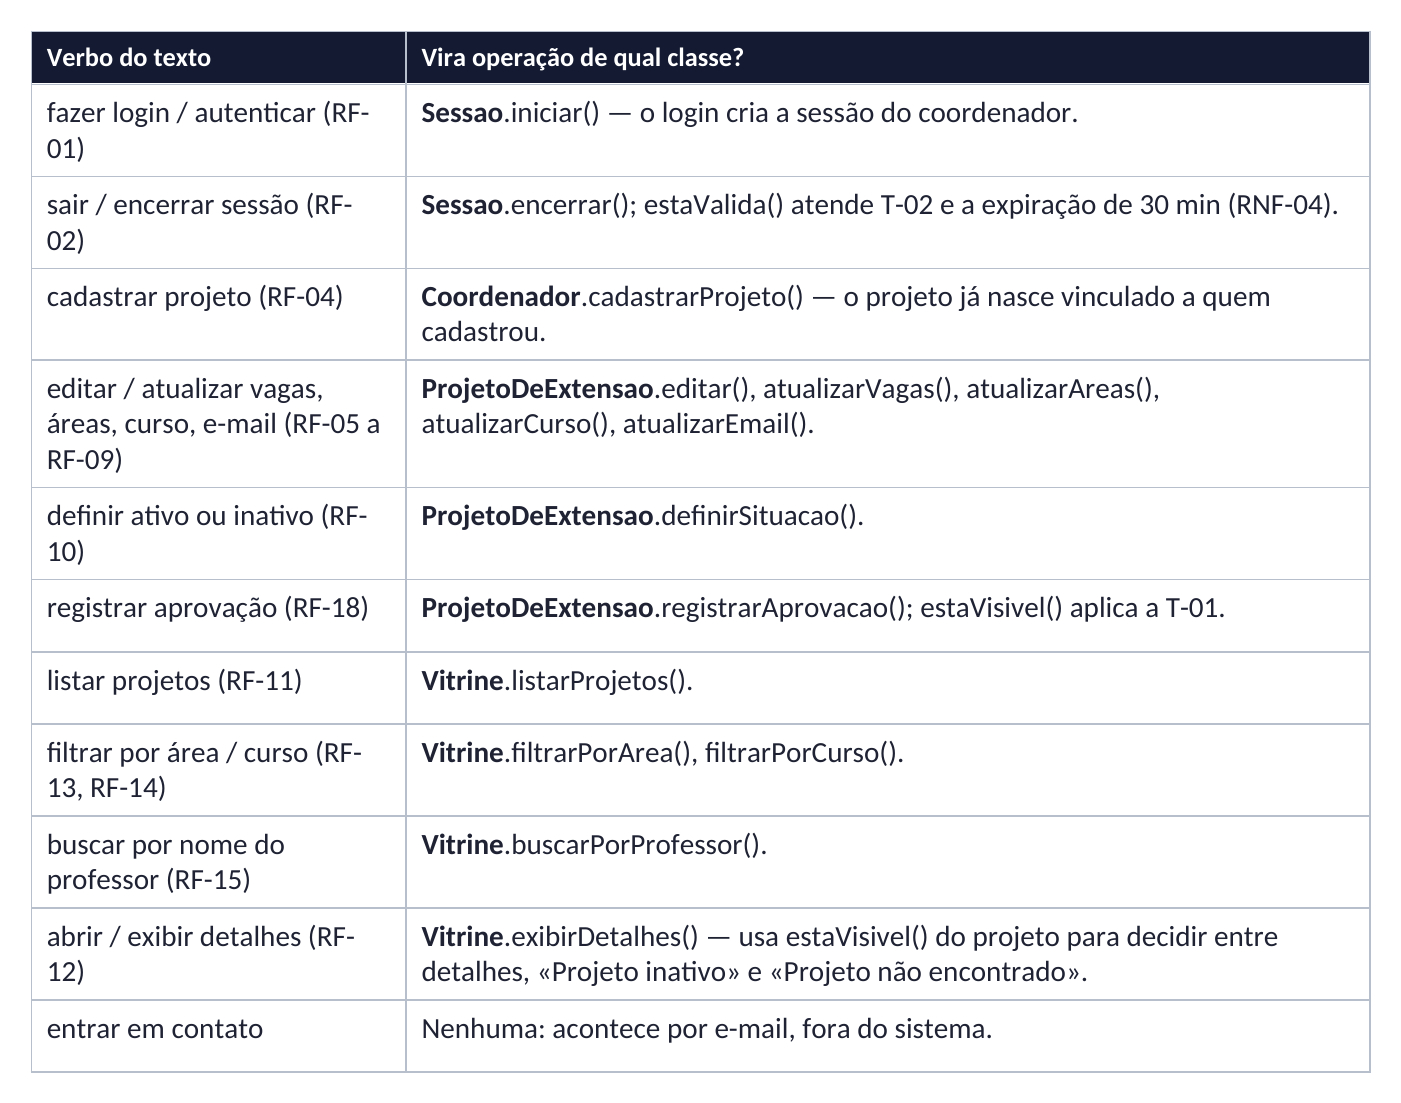 Verbo do texto
Vira operação de qual classe?
fazer login / autenticar (RF-
01)
Sessao.iniciar() — o login cria a sessão do coordenador.
sair / encerrar sessão (RF-
02)
Sessao.encerrar(); estaValida() atende T-02 e a expiração de 30 min (RNF-04).
cadastrar projeto (RF-04)
Coordenador.cadastrarProjeto() — o projeto já nasce vinculado a quem
cadastrou.
editar / atualizar vagas,
áreas, curso, e-mail (RF-05 a
RF-09)
ProjetoDeExtensao.editar(), atualizarVagas(), atualizarAreas(),
atualizarCurso(), atualizarEmail().
definir ativo ou inativo (RF-
10)
ProjetoDeExtensao.definirSituacao().
registrar aprovação (RF-18)
ProjetoDeExtensao.registrarAprovacao(); estaVisivel() aplica a T-01.
listar projetos (RF-11)
Vitrine.listarProjetos().
filtrar por área / curso (RF-
13, RF-14)
Vitrine.filtrarPorArea(), filtrarPorCurso().
buscar por nome do
professor (RF-15)
Vitrine.buscarPorProfessor().
abrir / exibir detalhes (RF-
12)
Vitrine.exibirDetalhes() — usa estaVisivel() do projeto para decidir entre
detalhes, «Projeto inativo» e «Projeto não encontrado».
entrar em contato
Nenhuma: acontece por e-mail, fora do sistema.